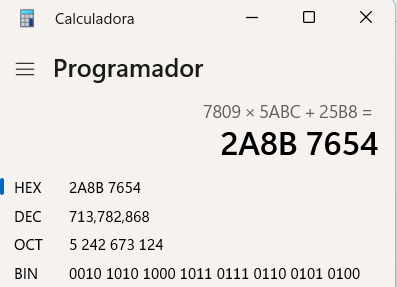 Calculadora
Programador
7809 × 5ABC + 25B8 =
2A8B 7654
HEX 2A8B 7654
DEC 713,782,868
OCT 5 242 673 124
BIN 0010 1010 1000 1011 0111 0110 0101 0100